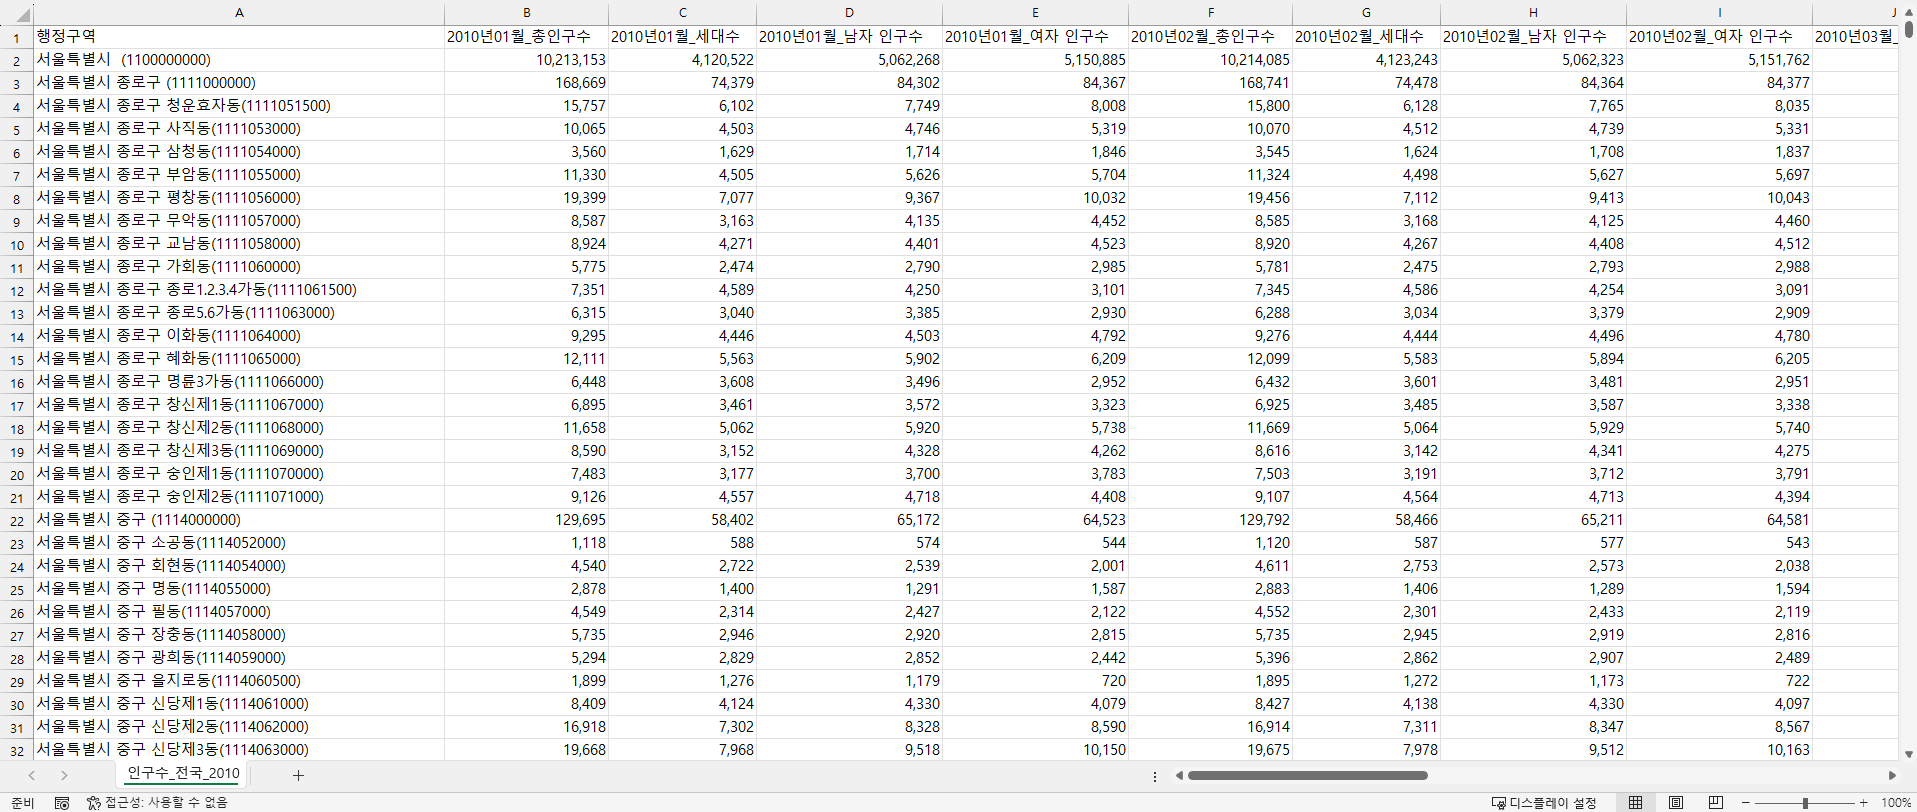 A B C D E F G H I J
1 행정구역 2010년01월_총인구수 2010년01월_세대수 2010년01월_남자 인구수 2010년01월_여자 인구수 2010년02월_총인구수 2010년02월_세대수 2010년02월_남자 인구수 2010년02월_여자 인구수 2010년03월_
2 서울특별시  (1100000000) 10,213,153 4,120,522 5,062,268 5,150,885 10,214,085 4,123,243 5,062,323 5,151,762
3 서울특별시 종로구 (1111000000) 168,669 74,379 84,302 84,367 168,741 74,478 84,364 84,377
4 서울특별시 종로구 청운효자동(1111051500) 15,757 6,102 7,749 8,008 15,800 6,128 7,765 8,035
5 서울특별시 종로구 사직동(1111053000) 10,065 4,503 4,746 5,319 10,070 4,512 4,739 5,331
6 서울특별시 종로구 삼청동(1111054000) 3,560 1,629 1,714 1,846 3,545 1,624 1,708 1,837
7 서울특별시 종로구 부암동(1111055000) 11,330 4,505 5,626 5,704 11,324 4,498 5,627 5,697
8 서울특별시 종로구 평창동(1111056000) 19,399 7,077 9,367 10,032 19,456 7,112 9,413 10,043
9 서울특별시 종로구 무악동(1111057000) 8,587 3,163 4,135 4,452 8,585 3,168 4,125 4,460
10 서울특별시 종로구 교남동(1111058000) 8,924 4,271 4,401 4,523 8,920 4,267 4,408 4,512
11 서울특별시 종로구 가회동(1111060000) 5,775 2,474 2,790 2,985 5,781 2,475 2,793 2,988
12 서울특별시 종로구 종로1.2.3.4가동(1111061500) 7,351 4,589 4,250 3,101 7,345 4,586 4,254 3,091
13 서울특별시 종로구 종로5.6가동(1111063000) 6,315 3,040 3,385 2,930 6,288 3,034 3,379 2,909
14 서울특별시 종로구 이화동(1111064000) 9,295 4,446 4,503 4,792 9,276 4,444 4,496 4,780
15 서울특별시 종로구 혜화동(1111065000) 12,111 5,563 5,902 6,209 12,099 5,583 5,894 6,205
16 서울특별시 종로구 명륜3가동(1111066000) 6,448 3,608 3,496 2,952 6,432 3,601 3,481 2,951
17 서울특별시 종로구 창신제1동(1111067000) 6,895 3,461 3,572 3,323 6,925 3,485 3,587 3,338
18 서울특별시 종로구 창신제2동(1111068000) 11,658 5,062 5,920 5,738 11,669 5,064 5,929 5,740
19 서울특별시 종로구 창신제3동(1111069000) 8,590 3,152 4,328 4,262 8,616 3,142 4,341 4,275
20 서울특별시 종로구 숭인제1동(1111070000) 7,483 3,177 3,700 3,783 7,503 3,191 3,712 3,791
21 서울특별시 종로구 숭인제2동(1111071000) 9,126 4,557 4,718 4,408 9,107 4,564 4,713 4,394
22 서울특별시 중구 (1114000000) 129,695 58,402 65,172 64,523 129,792 58,466 65,211 64,581
23 서울특별시 중구 소공동(1114052000) 1,118 588 574 544 1,120 587 577 543
24 서울특별시 중구 회현동(1114054000) 4,540 2,722 2,539 2,001 4,611 2,753 2,573 2,038
25 서울특별시 중구 명동(1114055000) 2,878 1,400 1,291 1,587 2,883 1,406 1,289 1,594
26 서울특별시 중구 필동(1114057000) 4,549 2,314 2,427 2,122 4,552 2,301 2,433 2,119
27 서울특별시 중구 장충동(1114058000) 5,735 2,946 2,920 2,815 5,735 2,945 2,919 2,816
28 서울특별시 중구 광희동(1114059000) 5,294 2,829 2,852 2,442 5,396 2,862 2,907 2,489
29 서울특별시 중구 을지로동(1114060500) 1,899 1,276 1,179 720 1,895 1,272 1,173 722
30 서울특별시 중구 신당제1동(1114061000) 8,409 4,124 4,330 4,079 8,427 4,138 4,330 4,097
31 서울특별시 중구 신당제2동(1114062000) 16,918 7,302 8,328 8,590 16,914 7,311 8,347 8,567
32 서울특별시 중구 신당제3동(1114063000) 19,668 7,968 9,518 10,150 19,675 7,978 9,512 10,163
인구수_전국_2010
준비 접근성: 사용할 수 없음 디스플레이 설정 100%